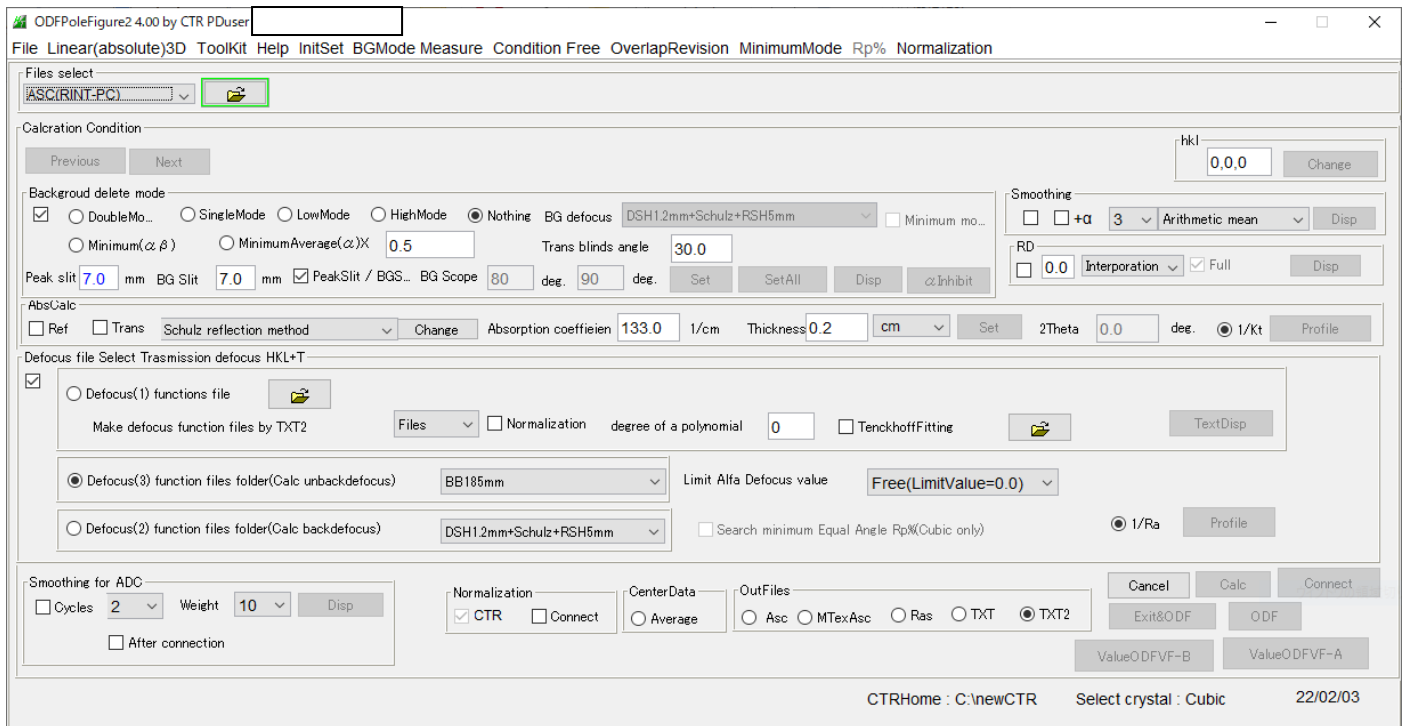 ODFPoleFigure2 4.00 by CTR PDuser
File Linear(absolute)3D ToolKit Help InitSet BGMode Measure Condition Free OverlapRevision MinimumMode Rp% Normalization
Files select
ASC(RINT-PC)
Calcration Condition
Previous Next
hkl
0,0,0 Change
Backgroud delete mode
DoubleMo... SingleMode LowMode HighMode Nothing BG defocus DSH1.2mm+Schulz+RSH5mm Minimum mo...
Minimum(αβ) MinimumAverage(α)X 0.5 Trans blinds angle 30.0
Peak slit 7.0 mm BG Slit 7.0 mm PeakSlit / BGS... BG Scope 80 deg. 90 deg. Set SetAll Disp αInhibit
Smoothing
+α 3 Arithmetic mean Disp
RD
0.0 Interporation Full Disp
AbsCalc
Ref Trans Schulz reflection method Change Absorption coeffieien 133.0 1/cm Thickness 0.2 cm Set 2Theta 0.0 deg. 1/Kt Profile
Defocus file Select Trasmission defocus HKL+T
Defocus(1) functions file
Make defocus function files by TXT2 Files Normalization degree of a polynomial 0 TenckhoffFitting TextDisp
Defocus(3) function files folder(Calc unbackdefocus) BB185mm Limit Alfa Defocus value Free(LimitValue=0.0)
Defocus(2) function files folder(Calc backdefocus) DSH1.2mm+Schulz+RSH5mm Search minimum Equal Angle Rp%(Cubic only) 1/Ra Profile
Smoothing for ADC
Cycles 2 Weight 10 Disp
After connection
Normalization
CTR Connect
CenterData
Average
OutFiles
Asc MTexAsc Ras TXT TXT2
Cancel Calc Connect
Exit&ODF ODF
ValueODFVF-B ValueODFVF-A
CTRHome : C:\newCTR Select crystal : Cubic 22/02/03